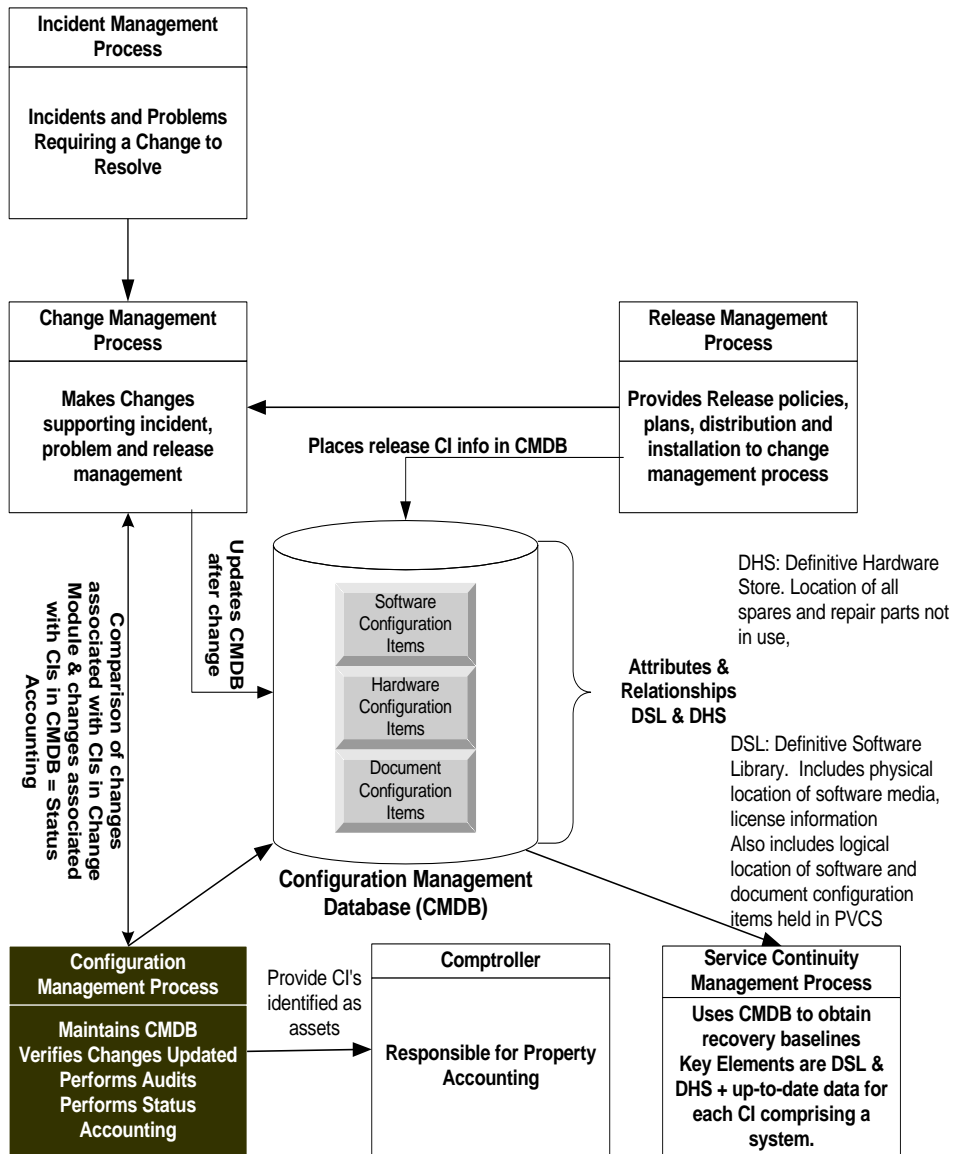 Incident Management
Process
Incidents and Problems
Requiring a Change to
Resolve
Change Management
Process
Makes Changes
supporting incident,
problem and release
management
Release Management
Process
Provides Release policies,
plans, distribution and
installation to change
management process
Places release CI info in CMDB
Updates CMDB
after change
Comparison of changes
associated with CIs in Change
Module & changes associated
with CIs in CMDB = Status
Accounting
Software
Configuration
Items
Hardware
Configuration
Items
Document
Configuration
Items
Configuration Management
Database (CMDB)
Attributes &
Relationships
DSL & DHS
DHS: Definitive Hardware
Store. Location of all
spares and repair parts not
in use,
DSL: Definitive Software
Library. Includes physical
location of software media,
license information
Also includes logical
location of software and
document configuration
items held in PVCS
Configuration
Management Process
Maintains CMDB
Verifies Changes Updated
Performs Audits
Performs Status
Accounting
Provide CI's
identified as
assets
Comptroller
Responsible for Property
Accounting
Service Continuity
Management Process
Uses CMDB to obtain
recovery baselines
Key Elements are DSL &
DHS + up-to-date data for
each CI comprising a
system.